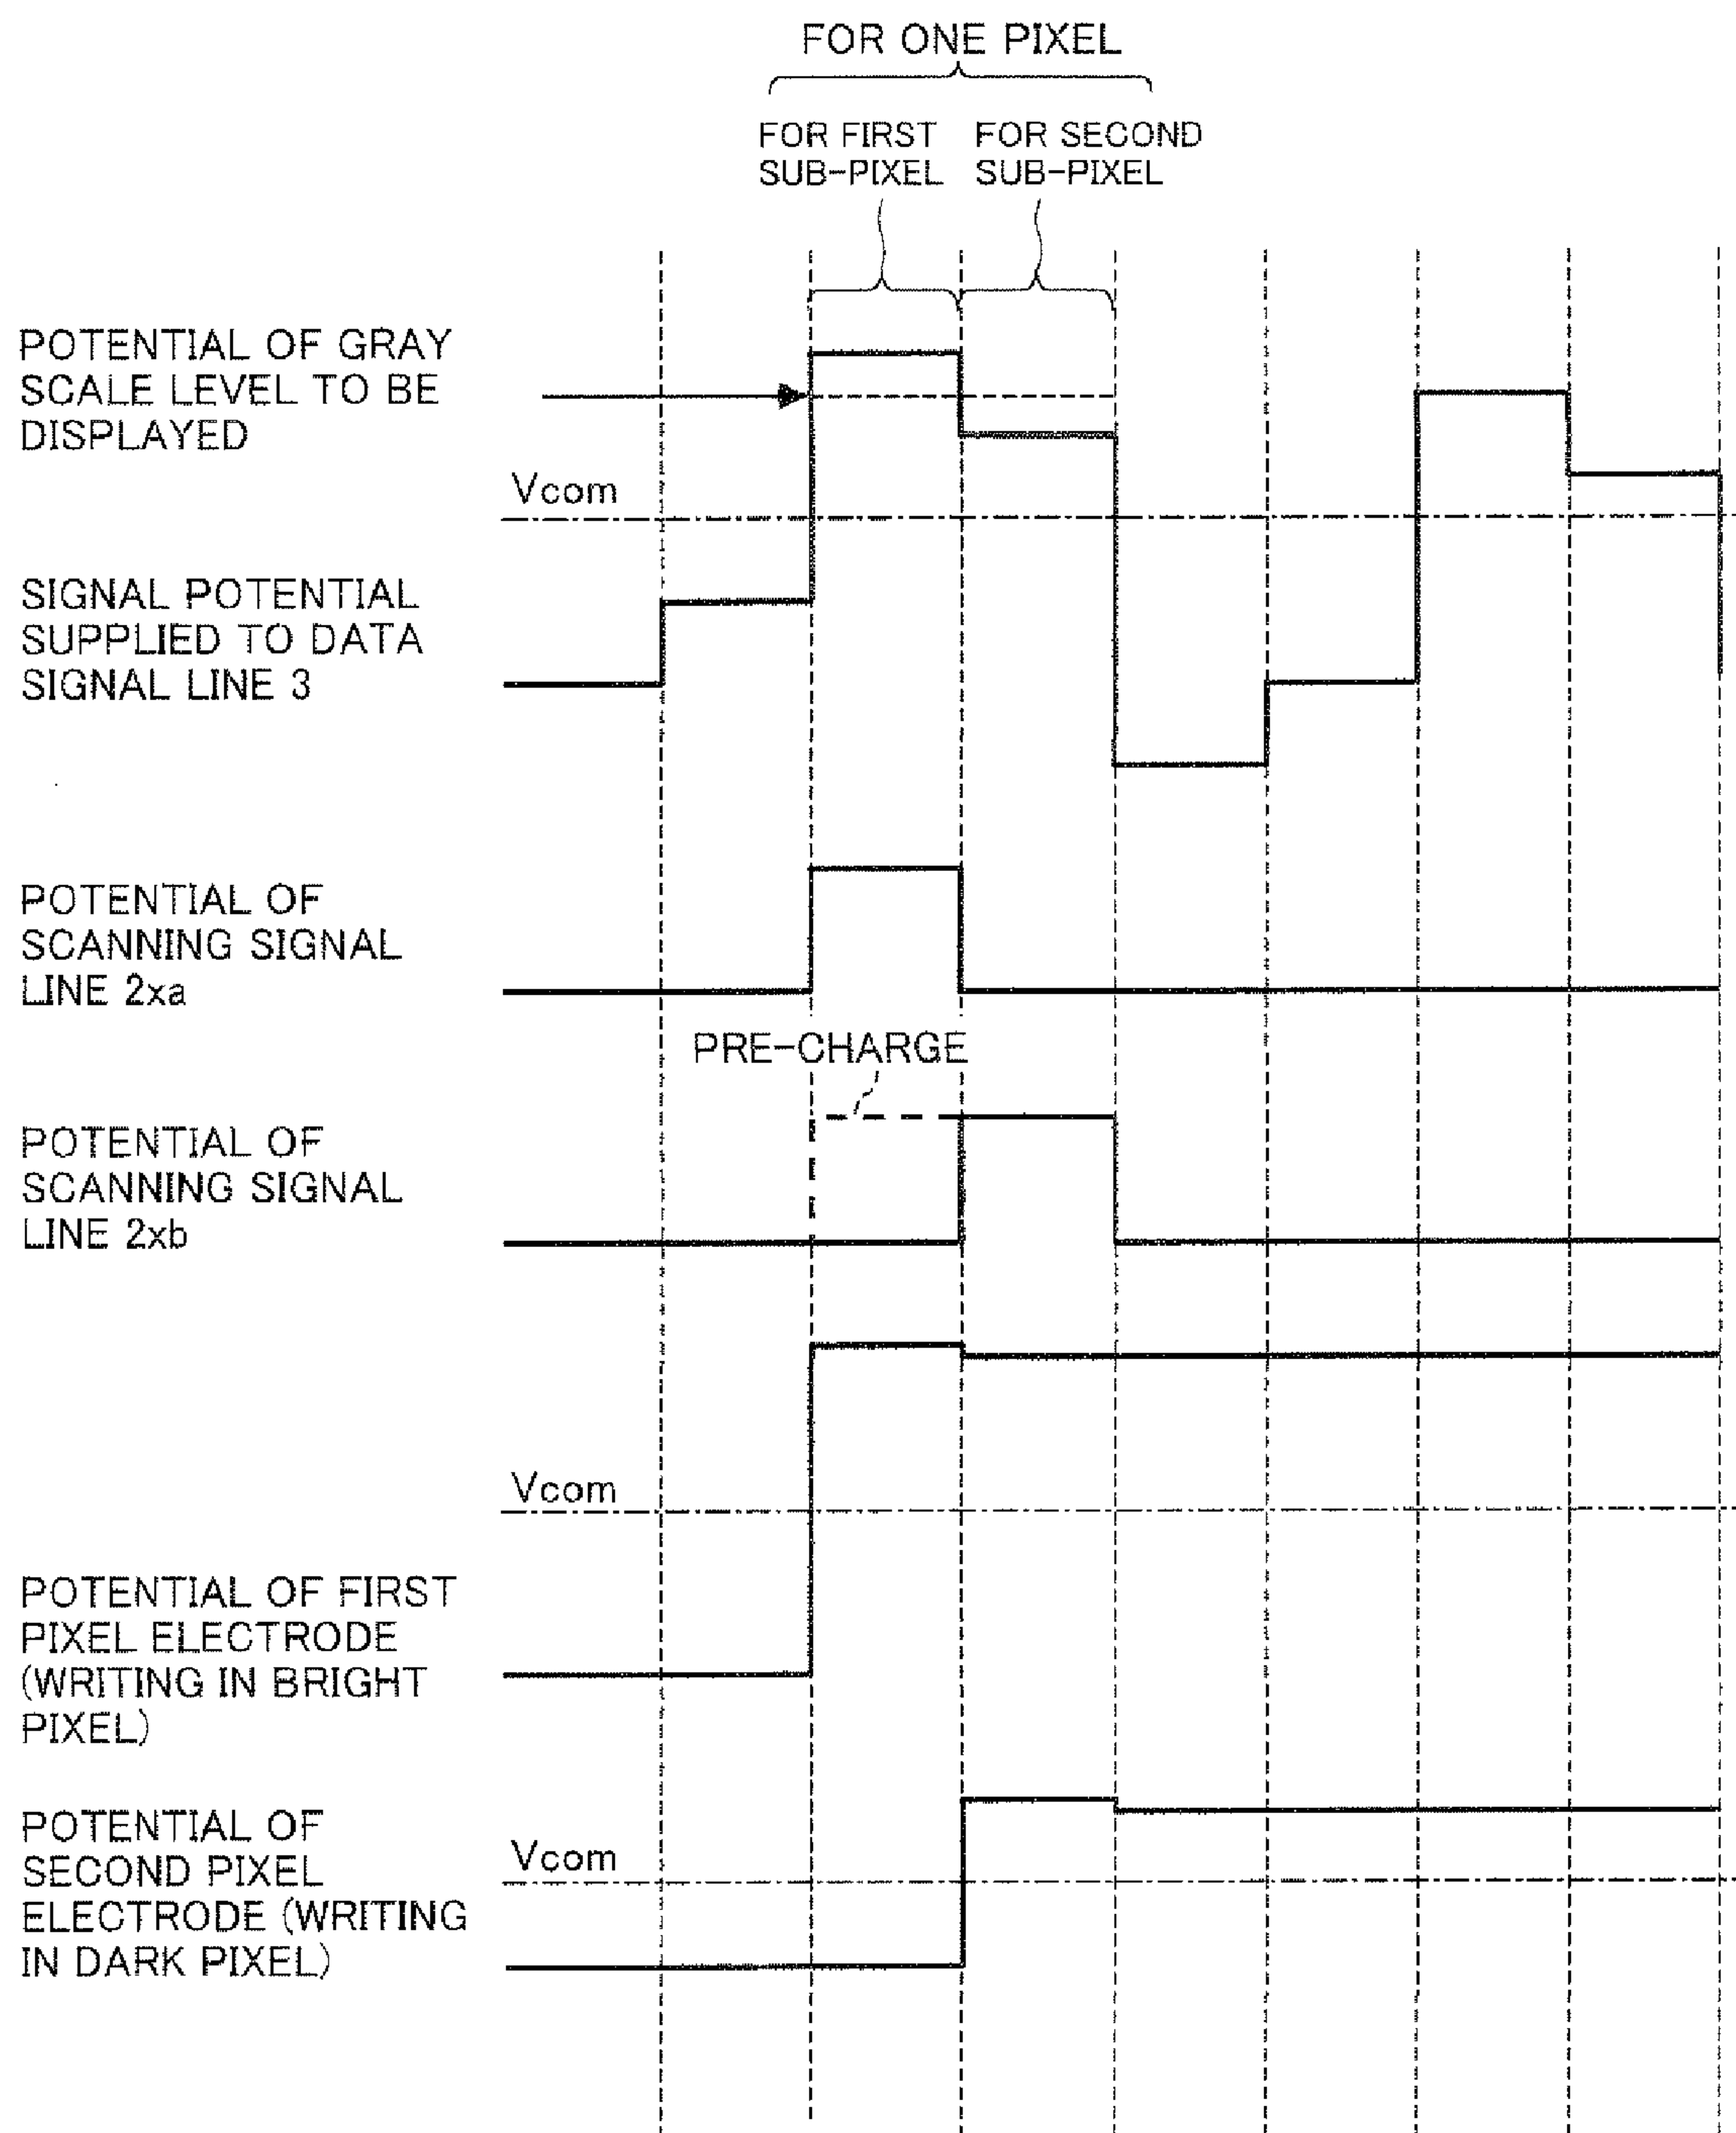 FOR ONE PIXEL
FOR FIRST
SUB-PIXEL
FOR SECOND
SUB-PIXEL
POTENTIAL OF GRAY
SCALE LEVEL TO BE
DISPLAYED
Vcom
SIGNAL POTENTIAL
SUPPLIED TO DATA
SIGNAL LINE 3
POTENTIAL OF
SCANNING SIGNAL
LINE 2xa
PRE-CHARGE
POTENTIAL OF
SCANNING SIGNAL
LINE 2xb
Vcom
POTENTIAL OF FIRST
PIXEL ELECTRODE
(WRITING IN BRIGHT
PIXEL)
POTENTIAL OF
SECOND PIXEL
ELECTRODE (WRITING
IN DARK PIXEL)
Vcom